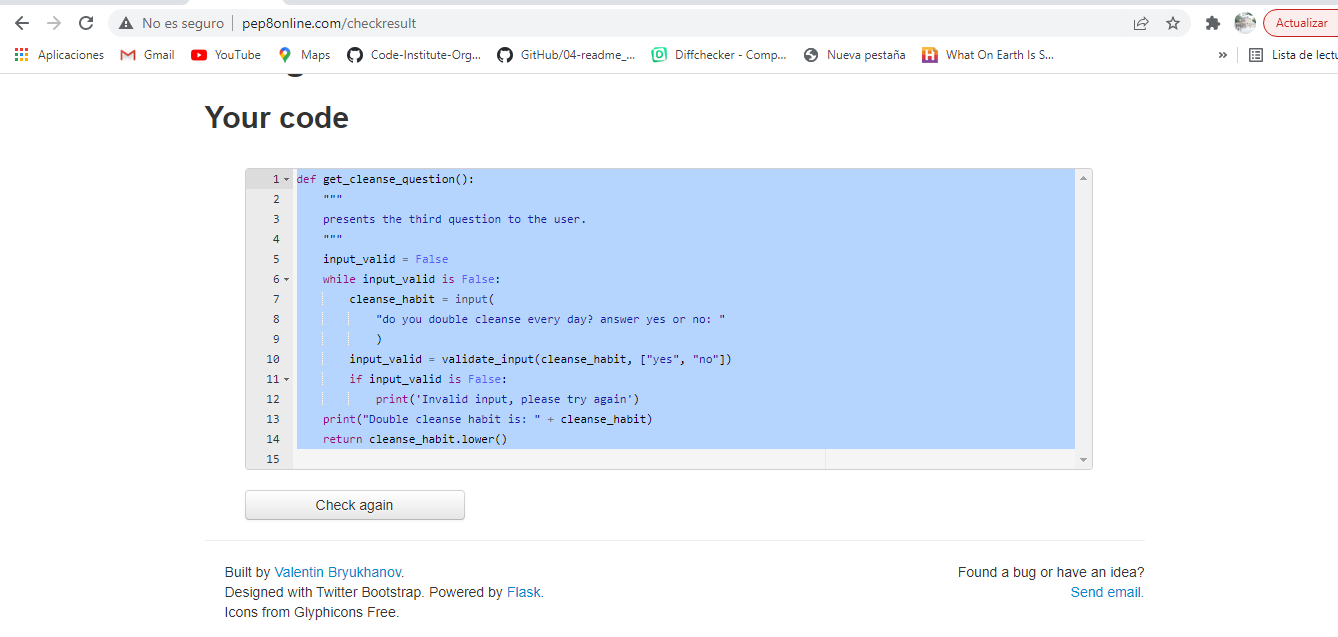 No es seguro | pep8online.com/checkresult
Actualizar
Aplicaciones Gmail YouTube Maps Code-Institute-Org... GitHub/04-readme_... Diffchecker - Comp... Nueva pestaña What On Earth Is S... » Lista de lectu
Your code
1 def get_cleanse_question():
2 """
3 presents the third question to the user.
4 """
5 input_valid = False
6 while input_valid is False:
7 cleanse_habit = input(
8 "do you double cleanse every day? answer yes or no: "
9 )
10 input_valid = validate_input(cleanse_habit, ["yes", "no"])
11 if input_valid is False:
12 print('Invalid input, please try again')
13 print("Double cleanse habit is: " + cleanse_habit)
14 return cleanse_habit.lower()
15
Check again
Built by Valentin Bryukhanov.
Designed with Twitter Bootstrap. Powered by Flask.
Icons from Glyphicons Free.
Found a bug or have an idea?
Send email.